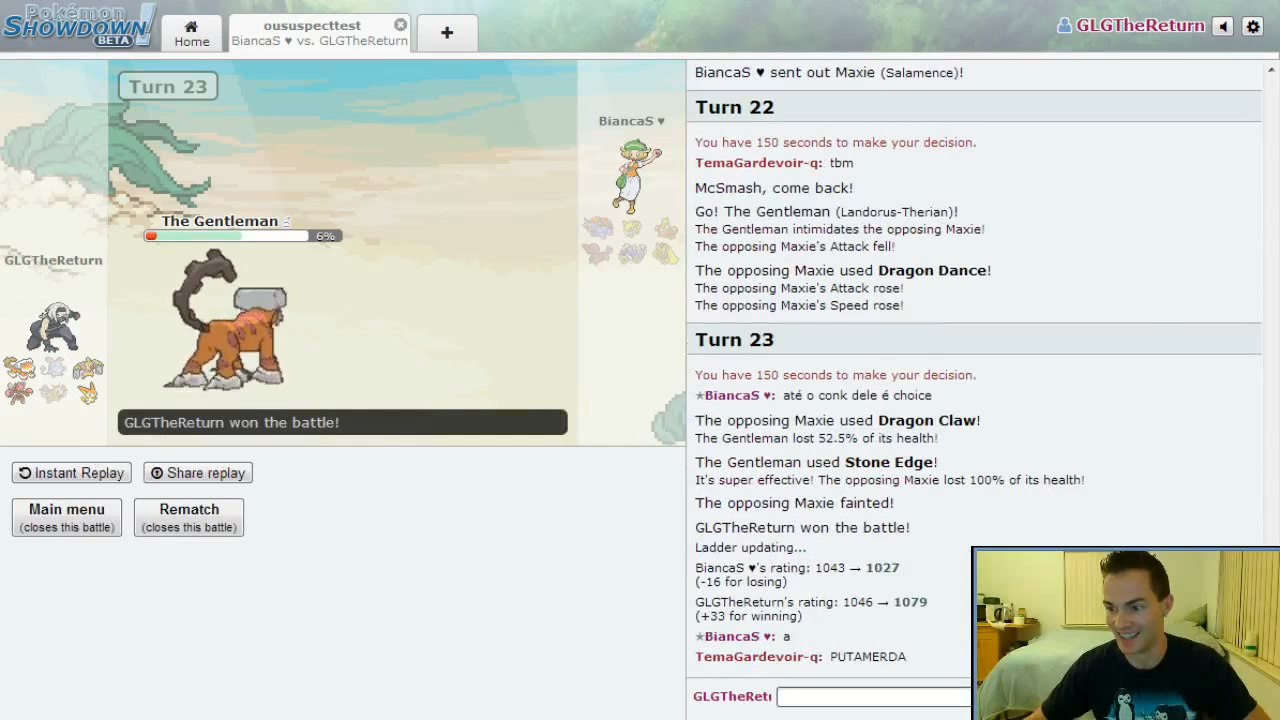 Pokémon
SHOWDOWN!
BETA
Home
ououspecttest
BiancaS ♥ vs. GLGTheReturn
+
GLGTheReturn
Turn 23
BiancaS ♥
The Gentleman
6%
GLGTheReturn
GLGTheReturn won the battle!
Instant Replay
Share replay
Main menu
(closes this battle)
Rematch
(closes this battle)
BiancaS ♥ sent out Maxie (Salamence)!
Turn 22
You have 150 seconds to make your decision.
TemaGardevoir-q: tbm
McSmash, come back!
Go! The Gentleman (Landorus-Therian)!
The Gentleman intimidates the opposing Maxie!
The opposing Maxie's Attack fell!
The opposing Maxie used Dragon Dance!
The opposing Maxie's Attack rose!
The opposing Maxie's Speed rose!
Turn 23
You have 150 seconds to make your decision.
★BiancaS ♥: até o conk dele é choice
The opposing Maxie used Dragon Claw!
The Gentleman lost 52.5% of its health!
The Gentleman used Stone Edge!
It's super effective! The opposing Maxie lost 100% of its health!
The opposing Maxie fainted!
GLGTheReturn won the battle!
Ladder updating...
BiancaS ♥'s rating: 1043 → 1027
(-16 for losing)
GLGTheReturn's rating: 1046 → 1079
(+33 for winning)
★BiancaS ♥: a
TemaGardevoir-q: PUTAMERDA
GLGTheRet